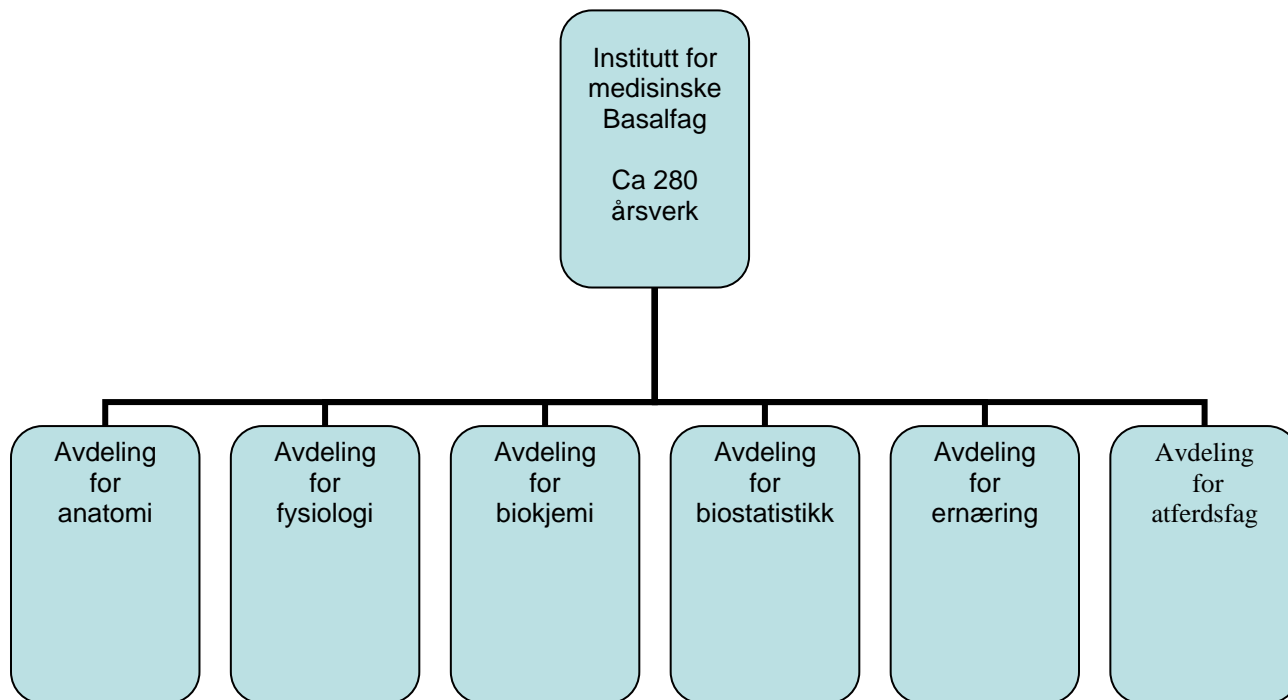 Institutt for
medisinske
Basalfag
Ca 280
årsverk
Avdeling
for
anatomi
Avdeling
for
fysiologi
Avdeling
for
biokjemi
Avdeling
for
biostatistikk
Avdeling
for
ernæring
Avdeling
for
atferdsfag